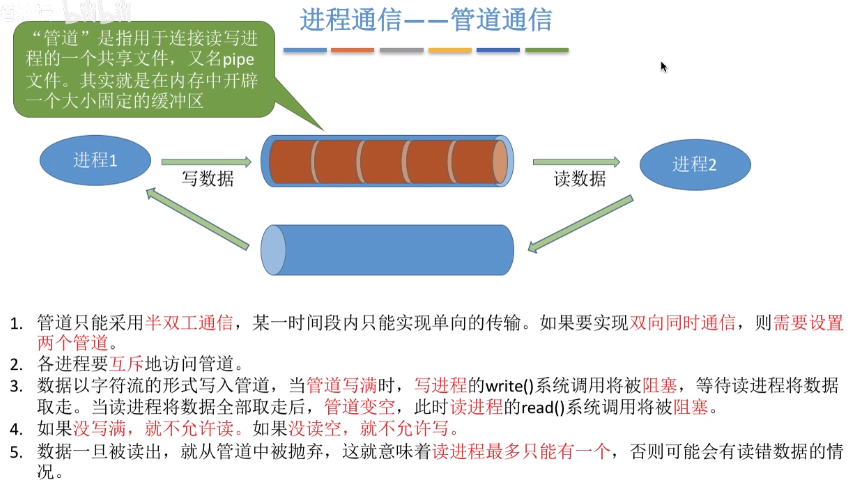 进程通信——管道通信
“管道”是指用于连接读写进
程的一个共享文件，又名pipe
文件。其实就是在内存中开辟
一个大小固定的缓冲区
进程1
写数据
读数据
进程2
1. 管道只能采用半双工通信，某一时间段内只能实现单向的传输。如果要实现双向同时通信，则需要设置
两个管道。
2. 各进程要互斥地访问管道。
3. 数据以字符流的形式写入管道，当管道写满时，写进程的write()系统调用将被阻塞，等待读进程将数据
取走。当读进程将数据全部取走后，管道变空，此时读进程的read()系统调用将被阻塞。
4. 如果没写满，就不允许读。如果没读空，就不允许写。
5. 数据一旦被读出，就从管道中被抛弃，这就意味着读进程最多只能有一个，否则可能会有读错数据的情
况。